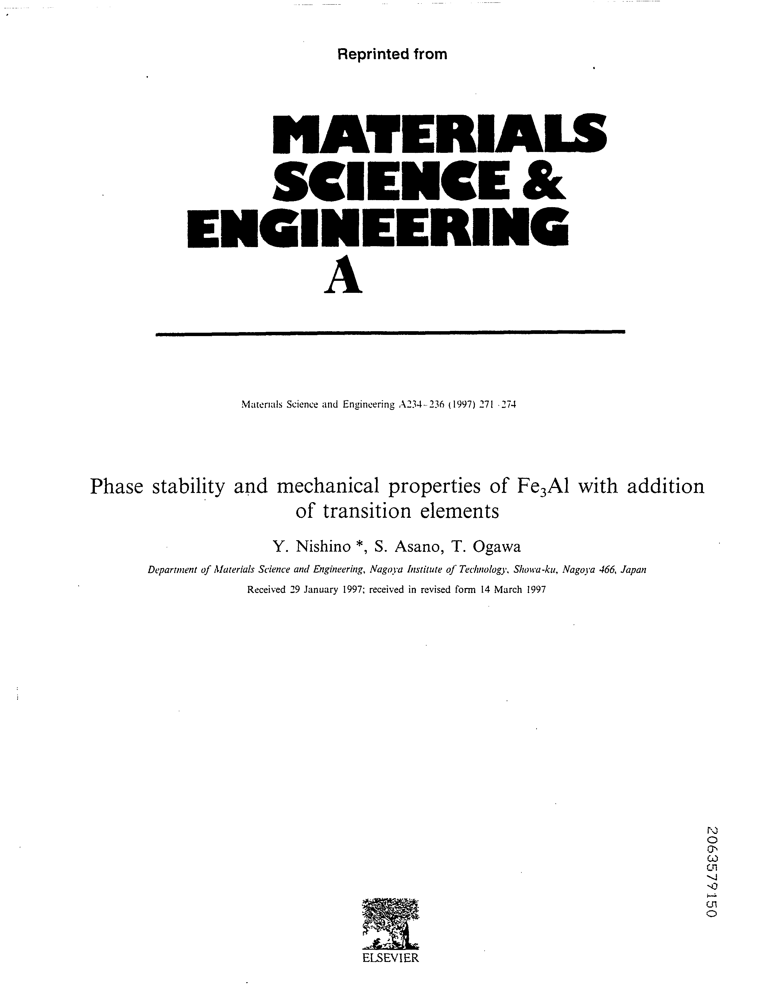 Reprinted from
MATERIALS
SCIENCE &
ENGINEERING
A
Materials Science and Engineering A234-236 (1997) 271-274
Phase stability and mechanical properties of Fe₃Al with addition
of transition elements
Y. Nishino *, S. Asano, T. Ogawa
Department of Materials Science and Engineering, Nagoya Institute of Technology, Showa-ku, Nagoya 466, Japan
Received 29 January 1997; received in revised form 14 March 1997
2063579150
ELSEVIER